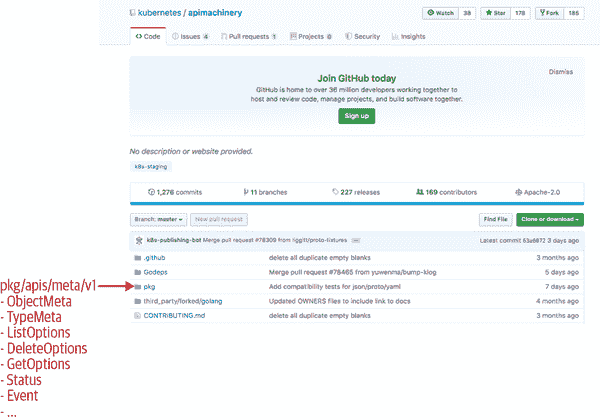 kubernetes / apimachinery
Watch 38 Star 178 Fork 186
Code Issues 4 Pull requests 1 Projects 0 Security Insights
Join GitHub today
Dismiss
GitHub is home to over 36 million developers working together to
host and review code, manage projects, and build software together.
Sign up
No description or website provided.
k8s-staging
1,276 commits 11 branches 227 releases 169 contributors Apache-2.0
Branch: master New pull request Find File Clone or download
k8s-publishing-bot Merge pull request #78309 from liggitt/proto-fixtures Latest commit 3 days ago
.github delete all duplicate empty blanks 3 months ago
Godeps Merge pull request #78465 from yuwenma/bump-klog 5 days ago
pkg Add compatibility tests for json/proto/yaml 7 days ago
third_party/forked/golang Updated OWNERS files to include link to docs 4 months ago
CONTRIBUTING.md delete all duplicate empty blanks 3 months ago
pkg/apis/meta/v1
- ObjectMeta
- TypeMeta
- ListOptions
- DeleteOptions
- GetOptions
- Status
- Event
- ...